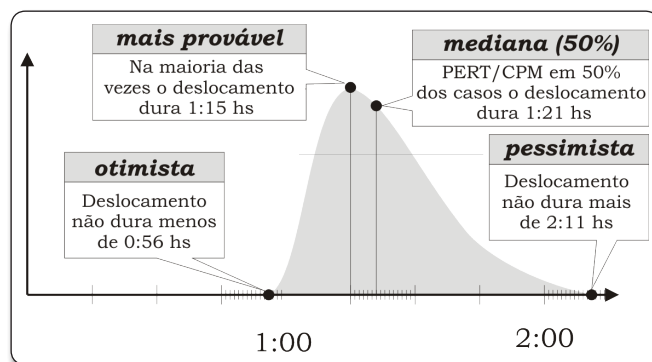 mais provável
Na maioria das
vezes o deslocamento
dura 1:15 hs
mediana (50%)
PERT/CPM em 50%
dos casos o deslocamento
dura 1:21 hs
otimista
Deslocamento
não dura menos
de 0:56 hs
pessimista
Deslocamento
não dura mais
de 2:11 hs
1:00
2:00